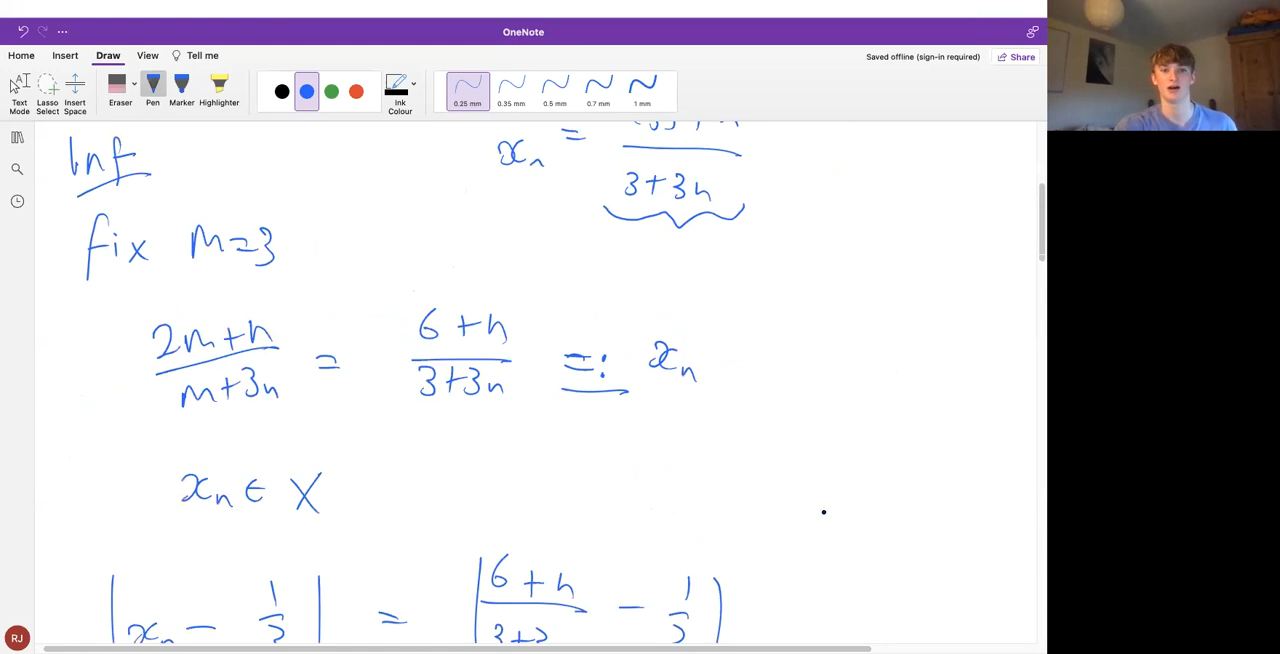 OneNote
Home Insert Draw View Tell me
Saved offline (sign-in required) Share
Text Mode Lasso Select Insert Space Eraser Pen Marker Highlighter Ink Colour 0.25 mm 0.35 mm 0.5 mm 0.7 mm 1 mm
Inf
xₙ = / 3+3n
fix m=3
2m+n / m+3n = 6+n / 3+3n =: xₙ
xₙ ∈ X
| xₙ - 1/3 | = | 6+n / 3+3 - 1/3 |
RJ